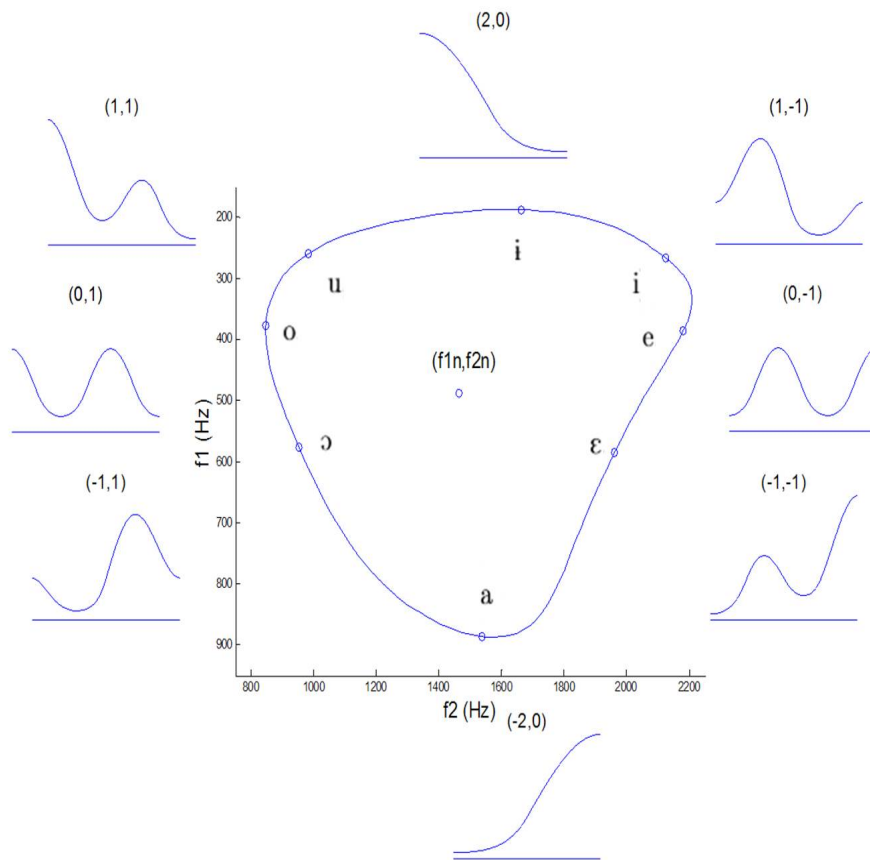 (2,0)
(1,1)
(1,-1)
200
ɨ
300
u
i
(0,1)
(0,-1)
400
o
e
(f1n,f2n)
500
f1 (Hz)
ɔ
ɛ
600
(-1,1)
(-1,-1)
700
800
a
900
800 1000 1200 1400 1600 1800 2000 2200
f2 (Hz)
(-2,0)